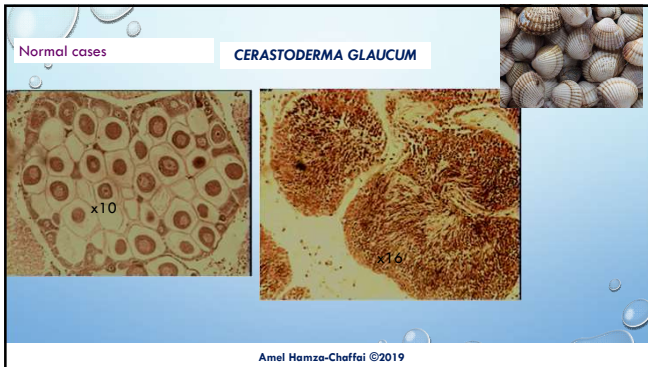 Normal cases
CERASTODERMA GLAUCUM
x10
x16
Amel Hamza-Chaffai ©2019